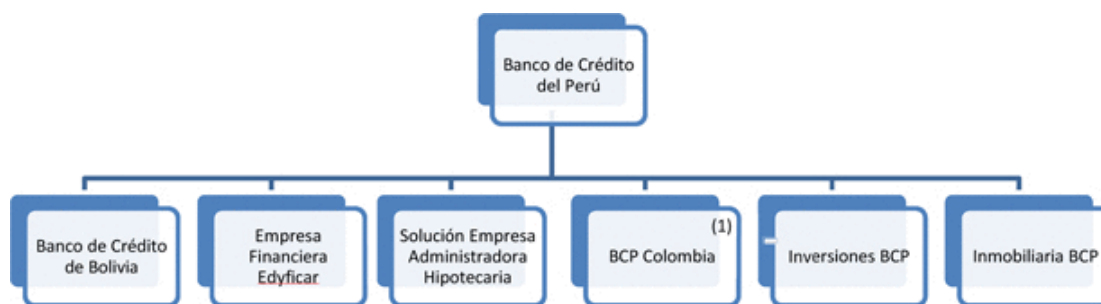 Banco de Crédito
del Perú
Banco de Crédito
de Bolivia
Empresa
Financiera
Edyficar
Solución Empresa
Administradora
Hipotecaria
(1)
BCP Colombia
Inversiones BCP
Inmobiliaria BCP